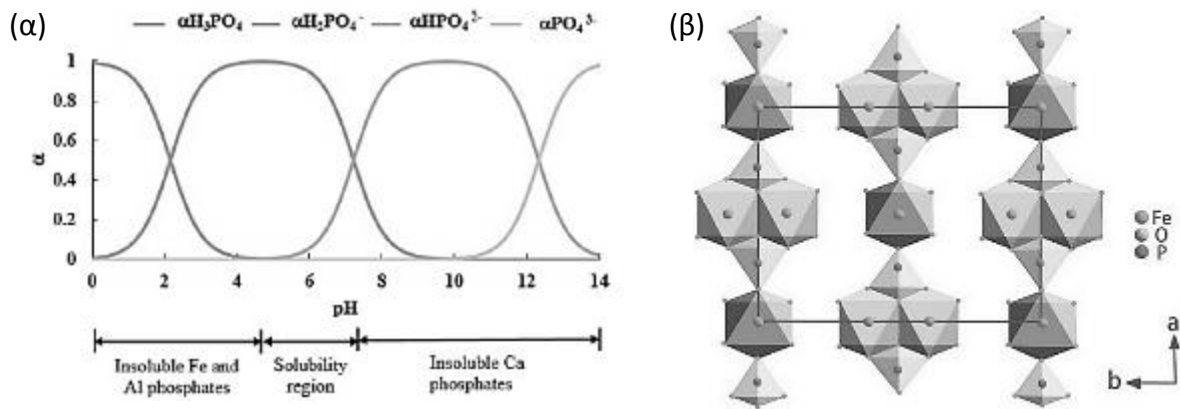 (α)
αH₃PO₄ αH₂PO₄⁻ αHPO₄²⁻ αPO₄³⁻
1
0.8
0.6
0.4
0.2
0
α
0 2 4 6 8 10 12 14
pH
Insoluble Fe and Al phosphates
Solubility region
Insoluble Ca phosphates
(β)
Fe
O
P
a
b